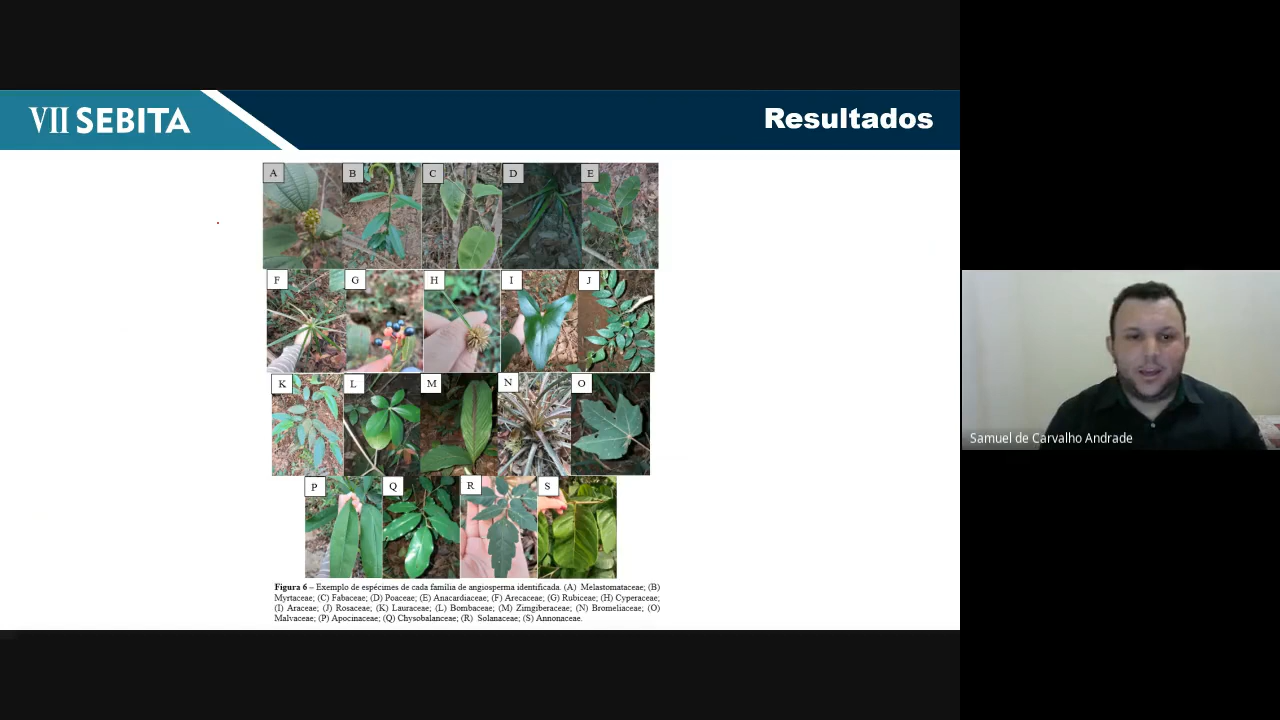 VII SEBITA
Resultados
A
B
C
D
E
F
G
H
I
J
K
L
M
N
O
P
Q
R
S
Figura 6 – Exemplo de espécimes de cada família de angiosperma identificada. (A) Melastomataceae; (B)
Myrtaceae; (C) Fabaceae; (D) Poaceae; (E) Anacardiaceae; (F) Arecaceae; (G) Rubiceae; (H) Cyperaceae;
(I) Araceae; (J) Rosaceae; (K) Lauraceae; (L) Bombaceae; (M) Zimgiberaceae; (N) Bromeliaceae; (O)
Malvaceae; (P) Apocinaceae; (Q) Chysobalanceae; (R) Solanaceae; (S) Annonaceae.
Samuel de Carvalho Andrade